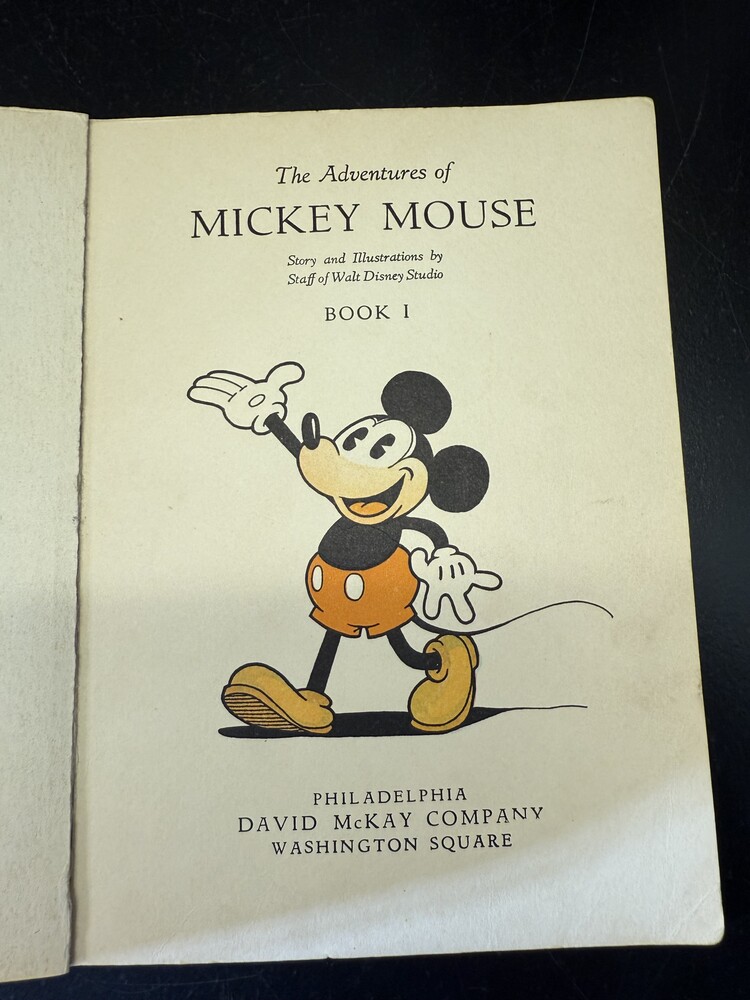 The Adventures of
MICKEY MOUSE
Story and Illustrations by
Staff of Walt Disney Studio
BOOK I
PHILADELPHIA
DAVID McKAY COMPANY
WASHINGTON SQUARE